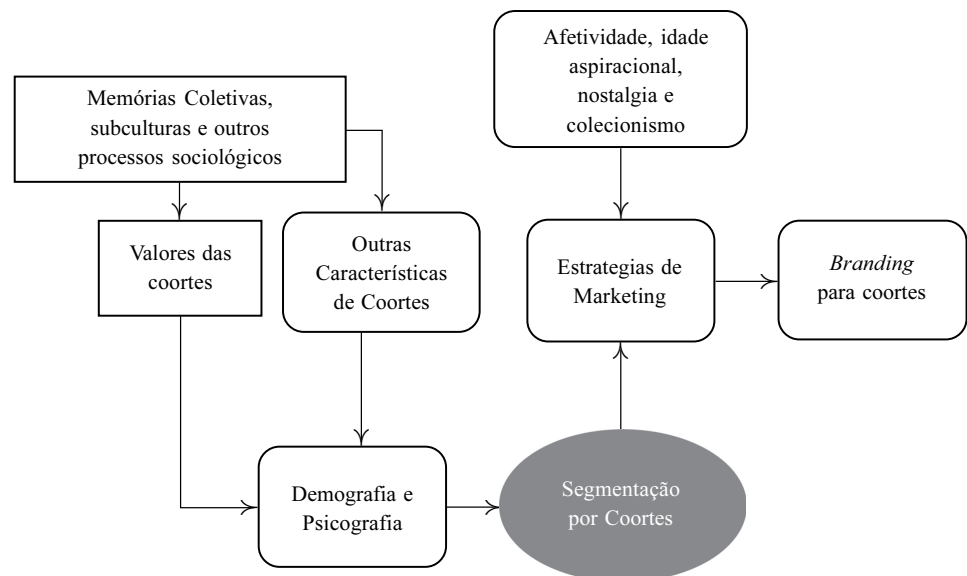 Memórias Coletivas,
subculturas e outros
processos sociológicos
Afetividade, idade
aspiracional,
nostalgia e
colecionismo
Valores das
coortes
Outras
Características
de Coortes
Estrategias de
Marketing
Branding
para coortes
Demografia e
Psicografia
Segmentação
por Coortes